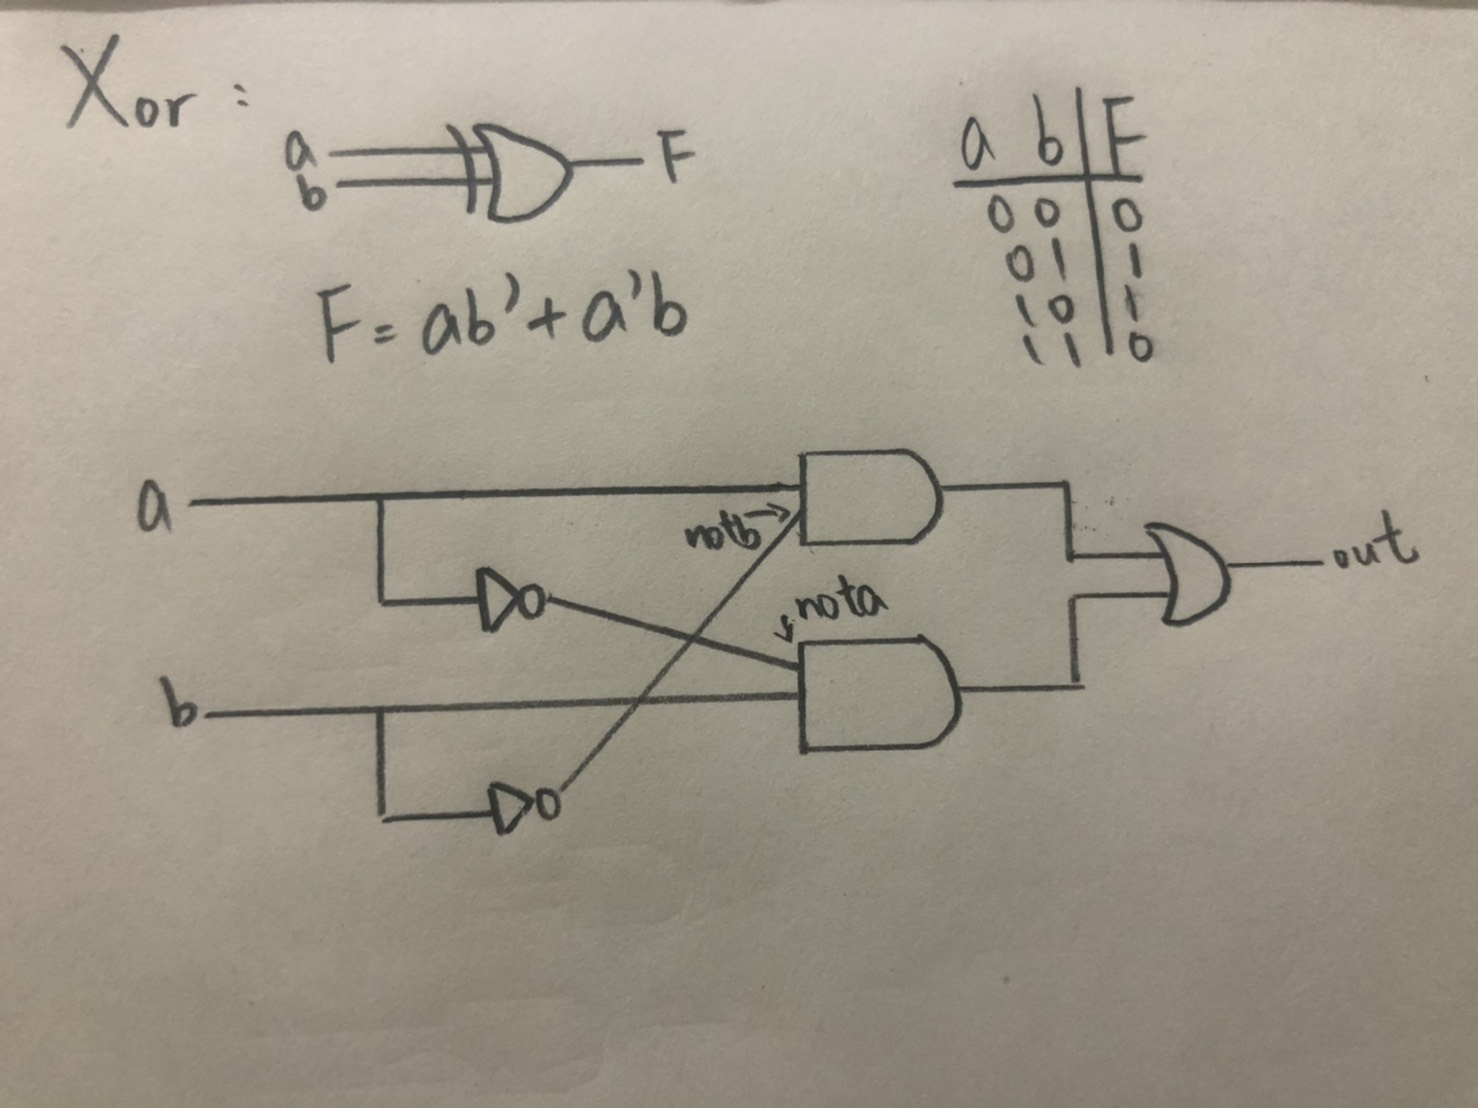 Xor :
a
b
F
F = ab' + a'b
a b F
0 0 0
0 1 1
1 0 1
1 1 0
a
notb
out
nota
b